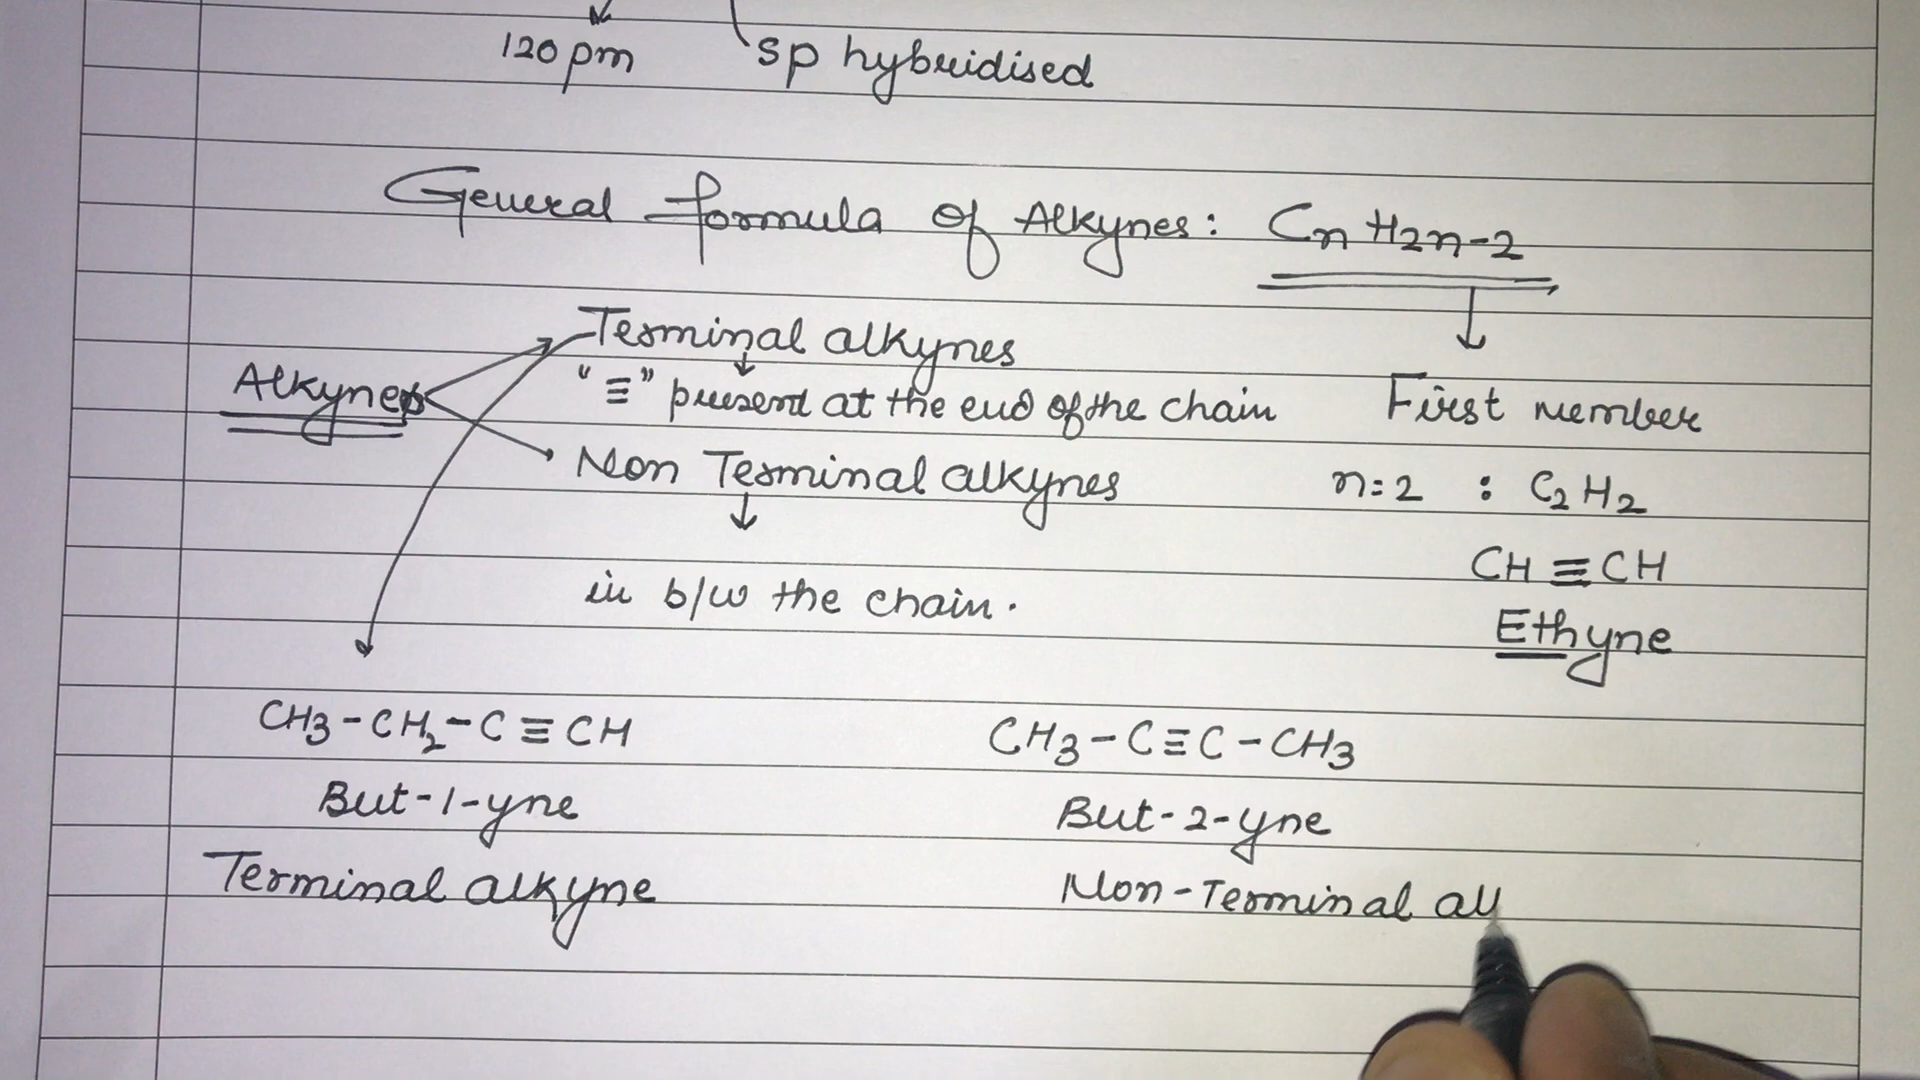 120pm sp hybridised
General formula of Alkynes: CnH2n-2
Terminal alkynes
Alkynes
"≡" present at the end of the chain
First member
Non Terminal alkynes
n=2 : C2H2
in b/w the chain.
CH≡CH
Ethyne
CH3-CH2-C≡CH
CH3-C≡C-CH3
But-1-yne
But-2-yne
Terminal alkyne
Non-Terminal al